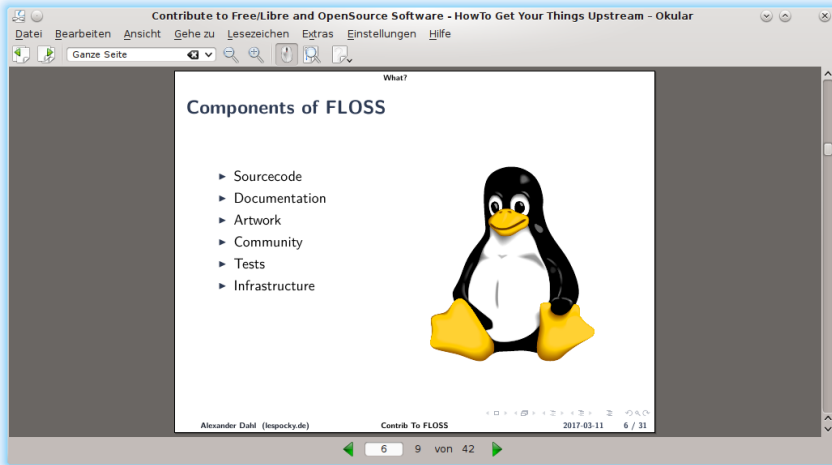 Contribute to Free/Libre and OpenSource Software - HowTo Get Your Things Upstream - Okular
Datei Bearbeiten Ansicht Gehe zu Lesezeichen Extras Einstellungen Hilfe
Ganze Seite
What?
Components of FLOSS
Sourcecode
Documentation
Artwork
Community
Tests
Infrastructure
Alexander Dahl (lespocky.de) Contrib To FLOSS 2017-03-11 6 / 31
6 9 von 42